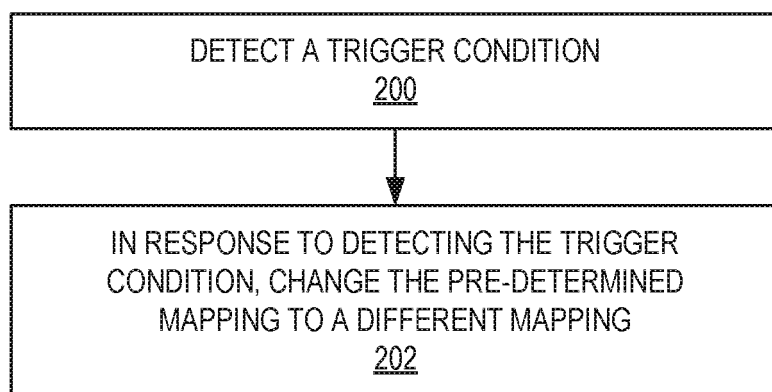 DETECT A TRIGGER CONDITION
200
IN RESPONSE TO DETECTING THE TRIGGER
CONDITION, CHANGE THE PRE-DETERMINED
MAPPING TO A DIFFERENT MAPPING
202